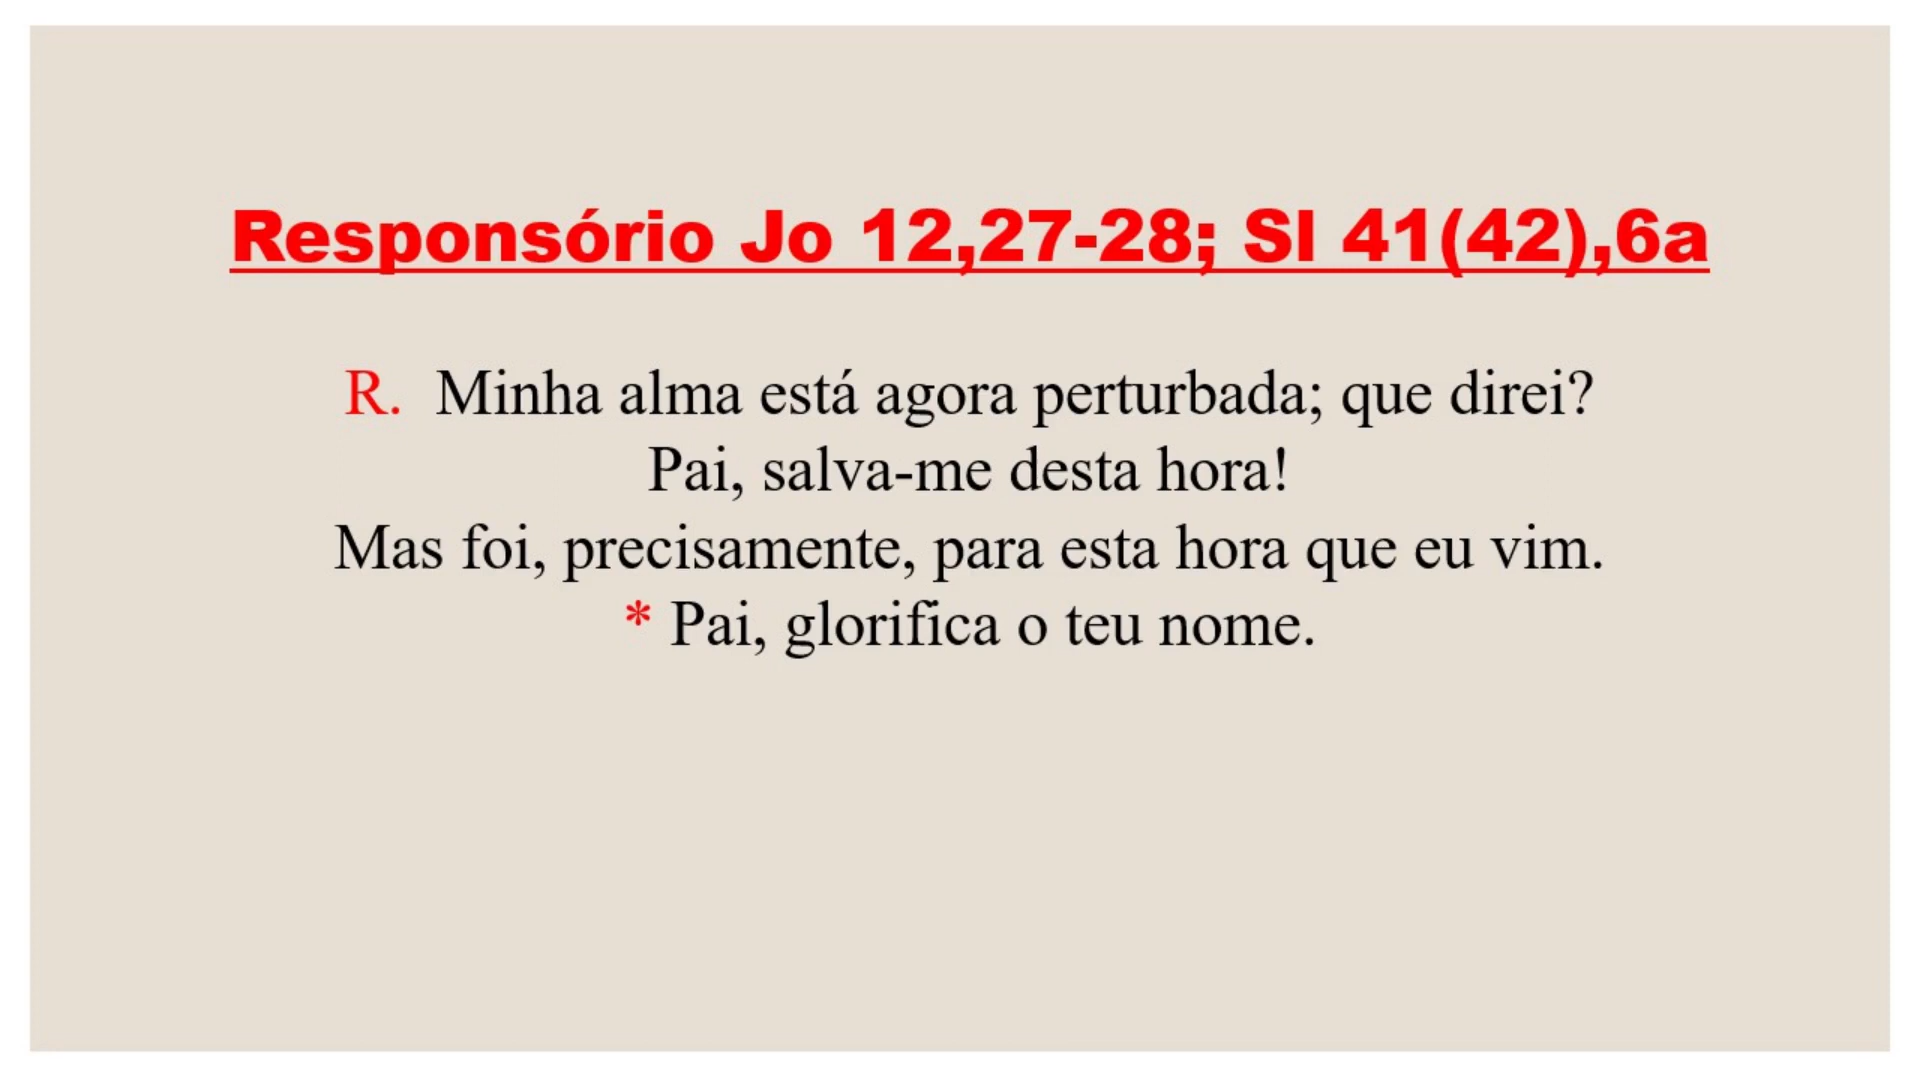 Responsório Jo 12,27-28; Sl 41(42),6a
R. Minha alma está agora perturbada; que direi?
Pai, salva-me desta hora!
Mas foi, precisamente, para esta hora que eu vim.
* Pai, glorifica o teu nome.